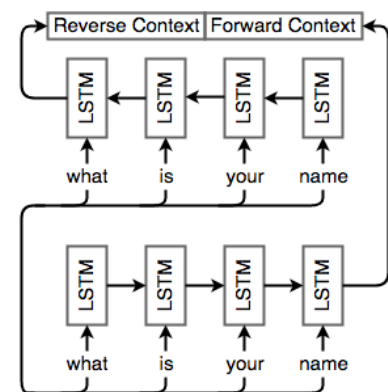 Reverse Context Forward Context
LSTM LSTM LSTM LSTM
what is your name
LSTM LSTM LSTM LSTM
what is your name